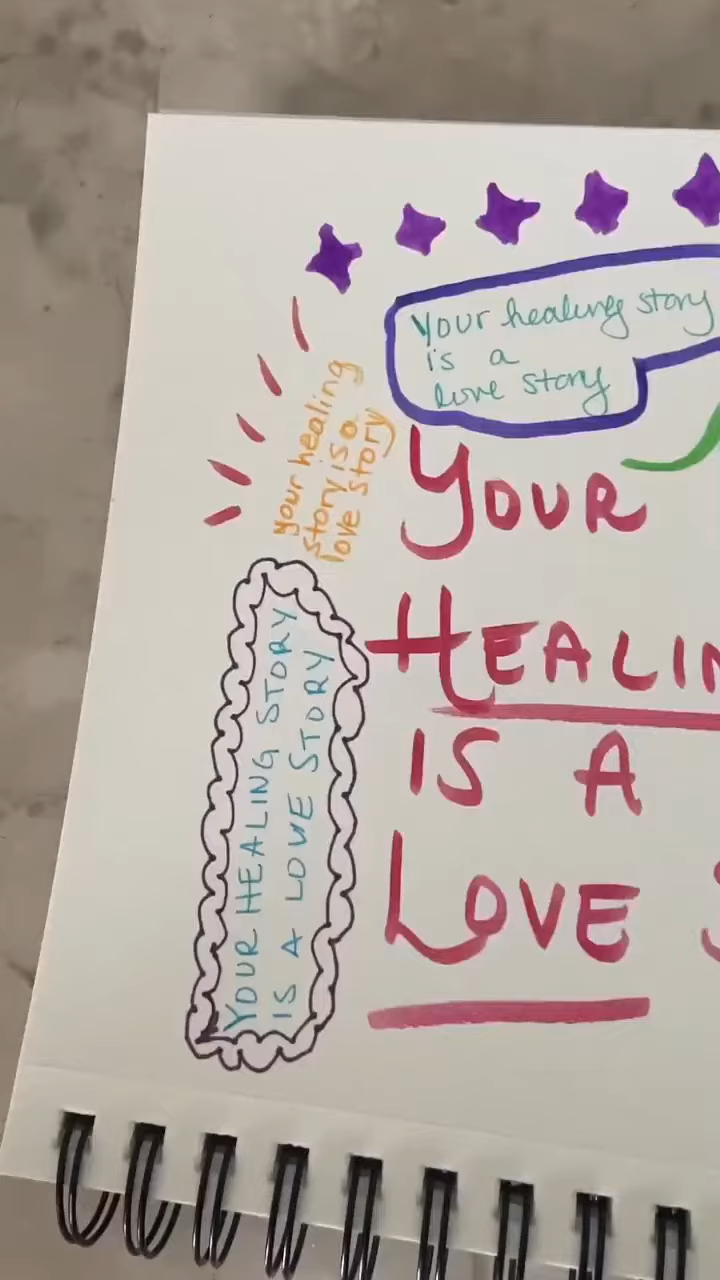 Your healing story
is a
love story
your healing
story is a
love story
YOUR
HEALIN
IS A
LOVE S
YOUR HEALING STORY
IS A LOVE STORY